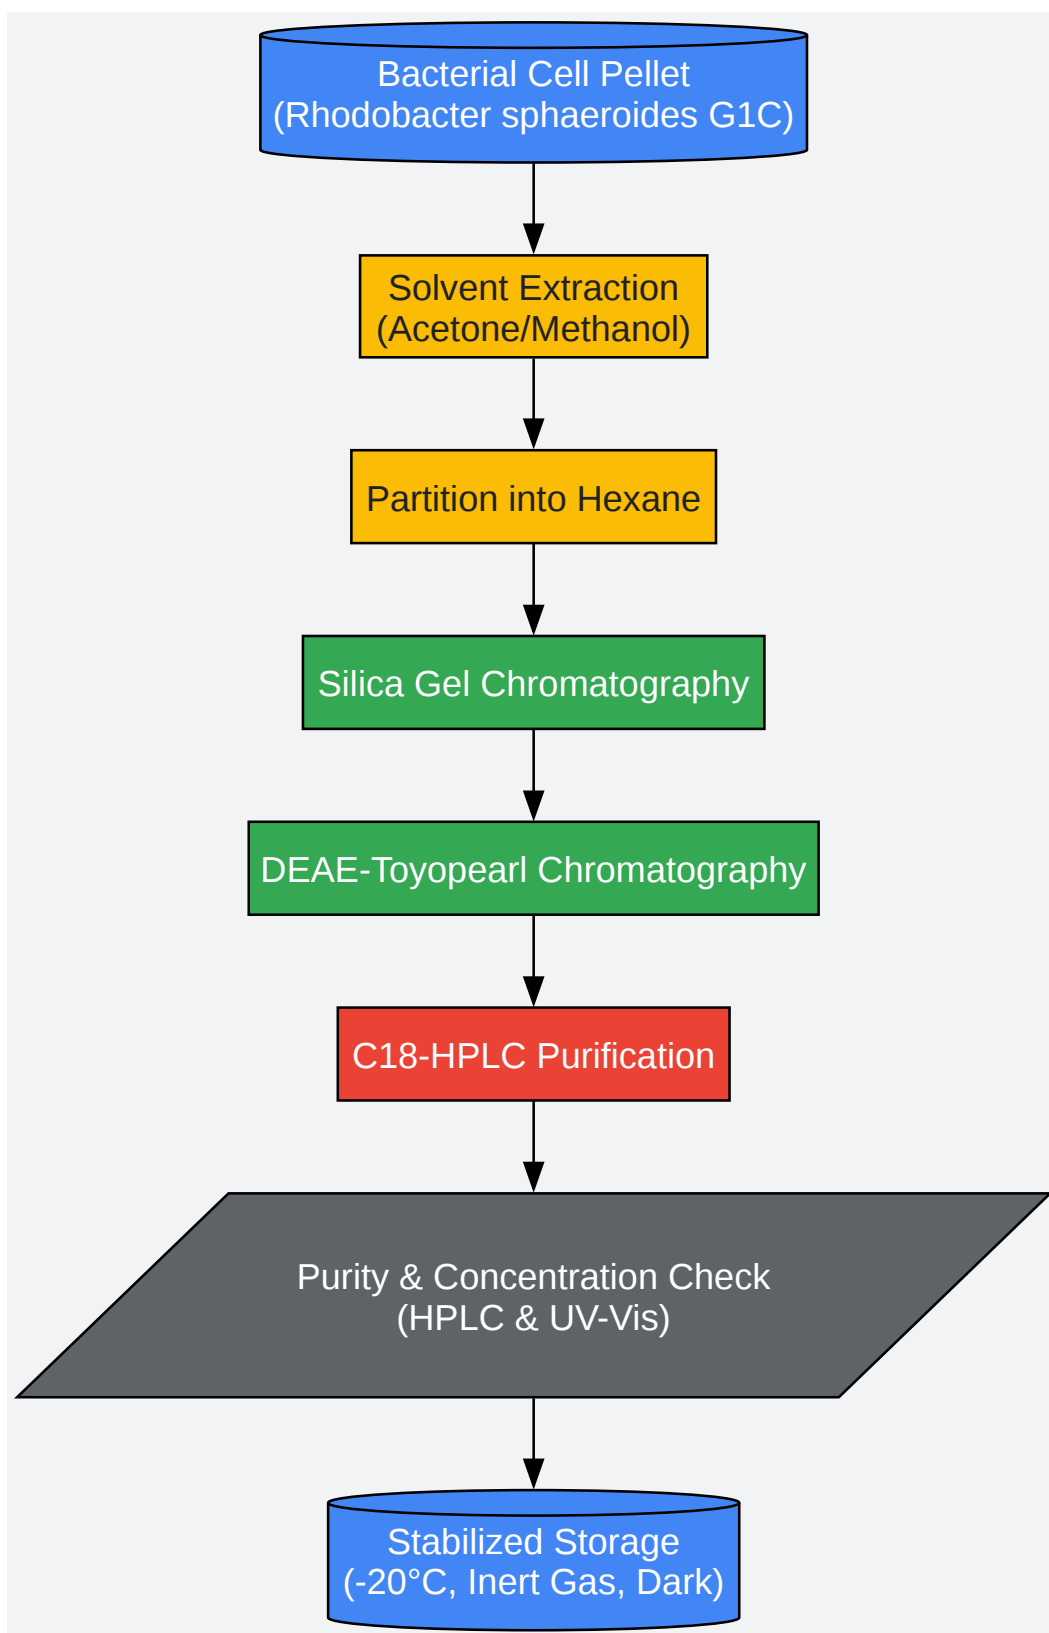 Bacterial Cell Pellet
(Rhodobacter sphaeroides G1C)
Solvent Extraction
(Acetone/Methanol)
Partition into Hexane
Silica Gel Chromatography
DEAE-Toyopearl Chromatography
C18-HPLC Purification
Purity & Concentration Check
(HPLC & UV-Vis)
Stabilized Storage
(-20°C, Inert Gas, Dark)